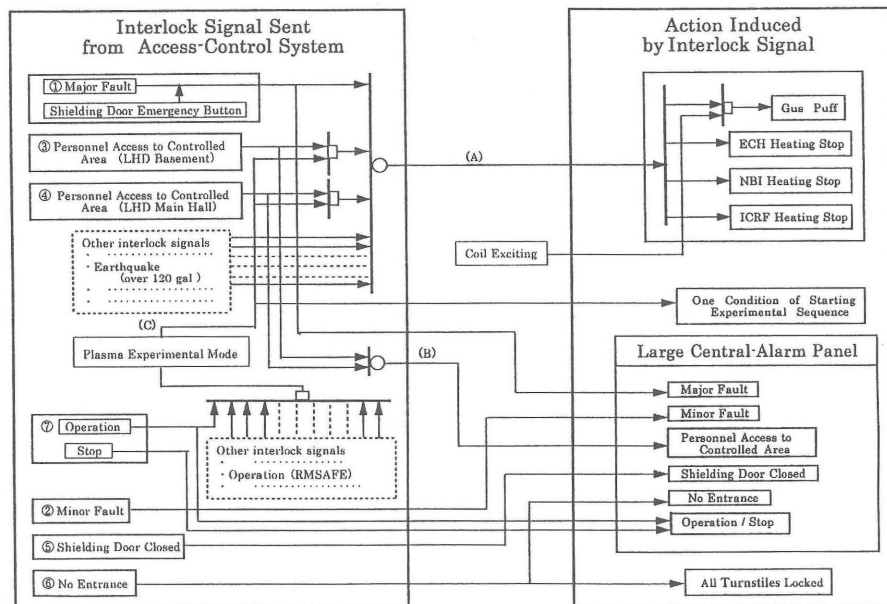 Interlock Signal Sent
from Access-Control System
① Major Fault
Shielding Door Emergency Button
③ Personnel Access to Controlled
Area (LHD Basement)
④ Personnel Access to Controlled
Area (LHD Main Hall)
Other interlock signals
· Earthquake
(over 120 gal )
(C)
Plasma Experimental Mode
⑦ Operation
Stop
Other interlock signals
· Operation (RMSAFE)
② Minor Fault
⑤ Shielding Door Closed
⑥ No Entrance
(A)
(B)
Coil Exciting
Action Induced
by Interlock Signal
Gus Puff
ECH Heating Stop
NBI Heating Stop
ICRF Heating Stop
One Condition of Starting
Experimental Sequence
Large Central-Alarm Panel
Major Fault
Minor Fault
Personnel Access to
Controlled Area
Shielding Door Closed
No Entrance
Operation / Stop
All Turnstiles Locked